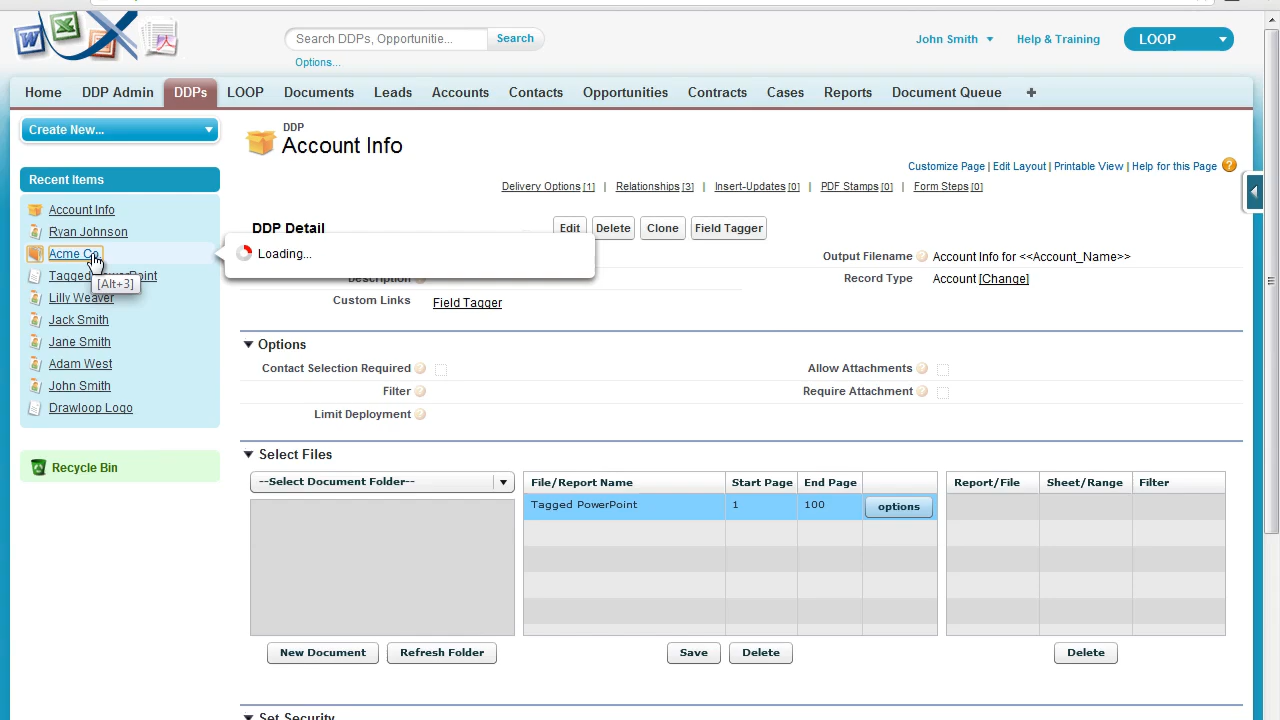 Search DDPs, Opportunitie...
Search
Options...
John Smith
Help & Training
LOOP
Home
DDP Admin
DDPs
LOOP
Documents
Leads
Accounts
Contacts
Opportunities
Contracts
Cases
Reports
Document Queue
+
Create New...
Recent Items
Account Info
Ryan Johnson
Acme Co.
Tagged PowerPoint
[Alt+3]
Lilly Weaver
Jack Smith
Jane Smith
Adam West
John Smith
Drawloop Logo
Recycle Bin
DDP
Account Info
Customize Page | Edit Layout | Printable View | Help for this Page
Delivery Options [1] | Relationships [3] | Insert-Updates [0] | PDF Stamps [0] | Form Steps [0]
DDP Detail
Edit
Delete
Clone
Field Tagger
Loading...
Output Filename Account Info for <<Account_Name>>
Description
Record Type Account [Change]
Custom Links Field Tagger
Options
Contact Selection Required
Allow Attachments
Filter
Require Attachment
Limit Deployment
Select Files
--Select Document Folder--
File/Report Name Start Page End Page
Tagged PowerPoint 1 100 options
Report/File Sheet/Range Filter
New Document
Refresh Folder
Save
Delete
Delete
Set Security